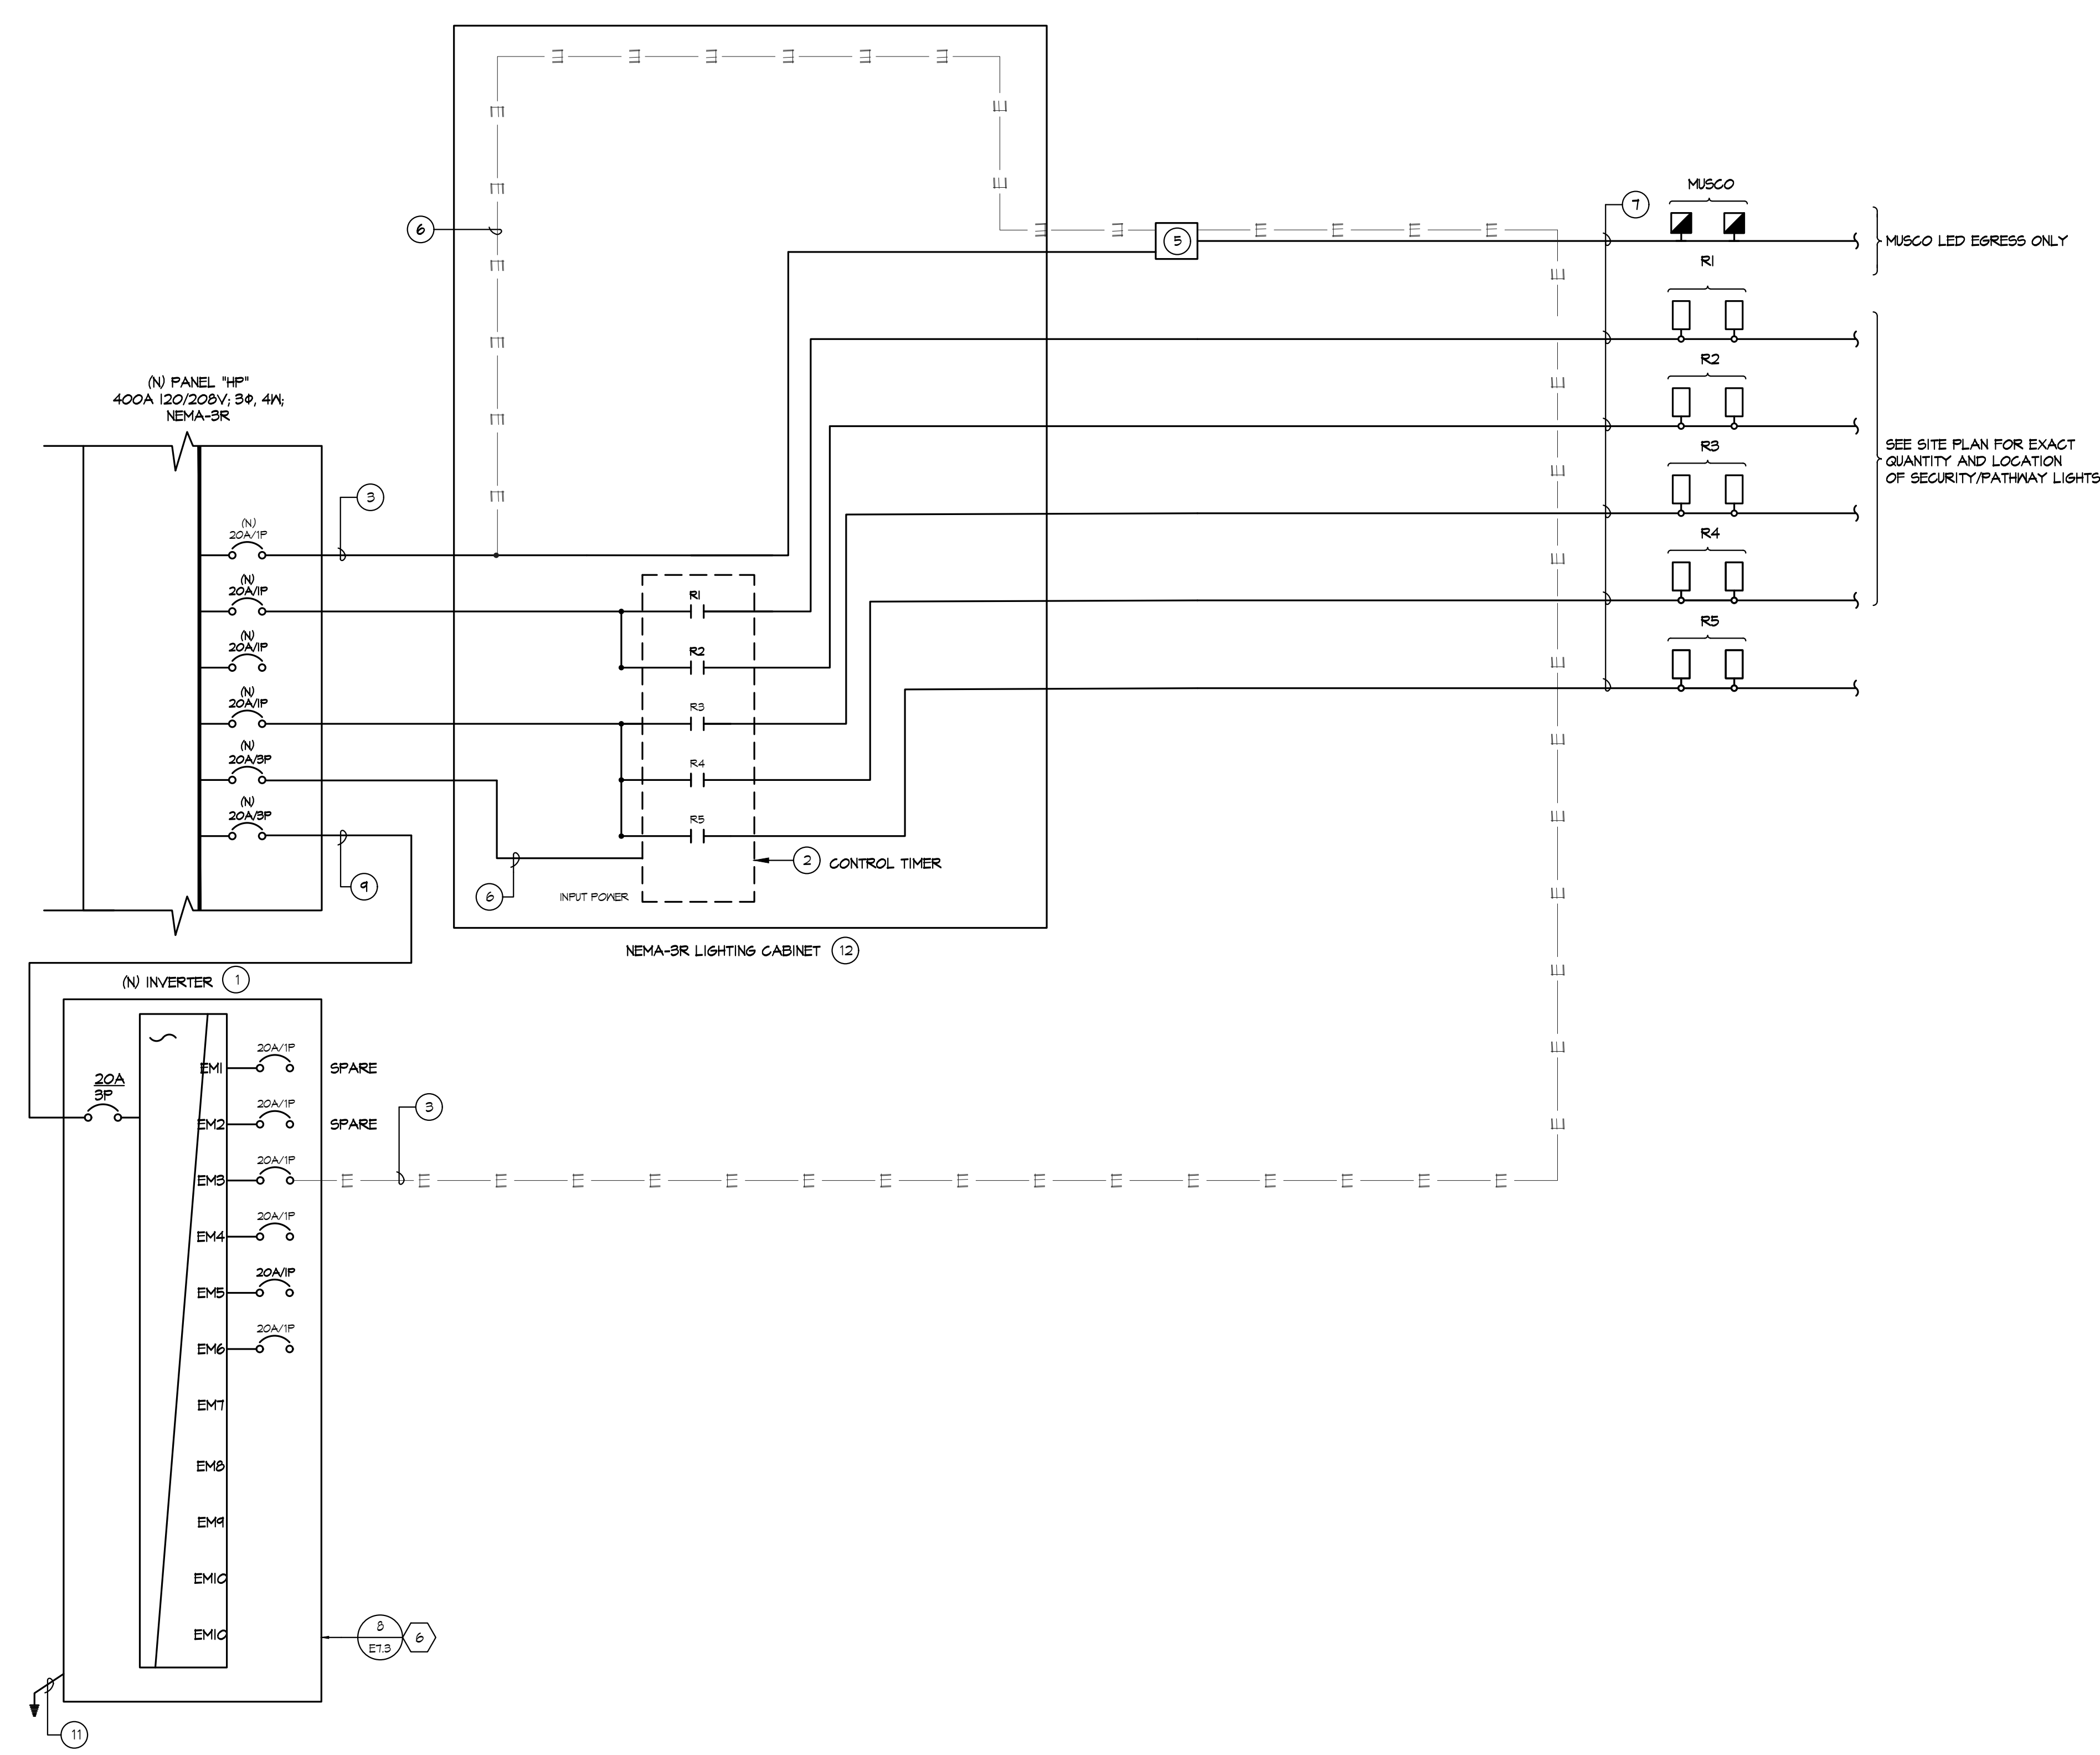 MUSCO
7
6
5
MUSCO LED EGRESS ONLY
R1
R2
(N) PANEL "HP"
400A 120/208V; 3Φ, 4W;
NEMA-3R
R3
SEE SITE PLAN FOR EXACT
QUANTITY AND LOCATION
OF SECURITY/PATHWAY LIGHTS
3
R4
(N)
20A/1P
(N)
20A/1P
R1
R5
(N)
20A/1P
R2
(N)
20A/1P
R3
(N)
20A/3P
R4
(N)
20A/3P
R5
2
CONTROL TIMER
9
6
INPUT POWER
NEMA-3R LIGHTING CABINET
12
(N) INVERTER
1
20A/1P
EM1
SPARE
20A
3P
20A/1P
EM2
SPARE
3
20A/1P
EM3
E E E E E E E E E E E E E E E E
20A/1P
EM4
20A/1P
EM5
20A/1P
EM6
EM7
EM8
EM9
EM10
EM10
8
E7.3
6
11